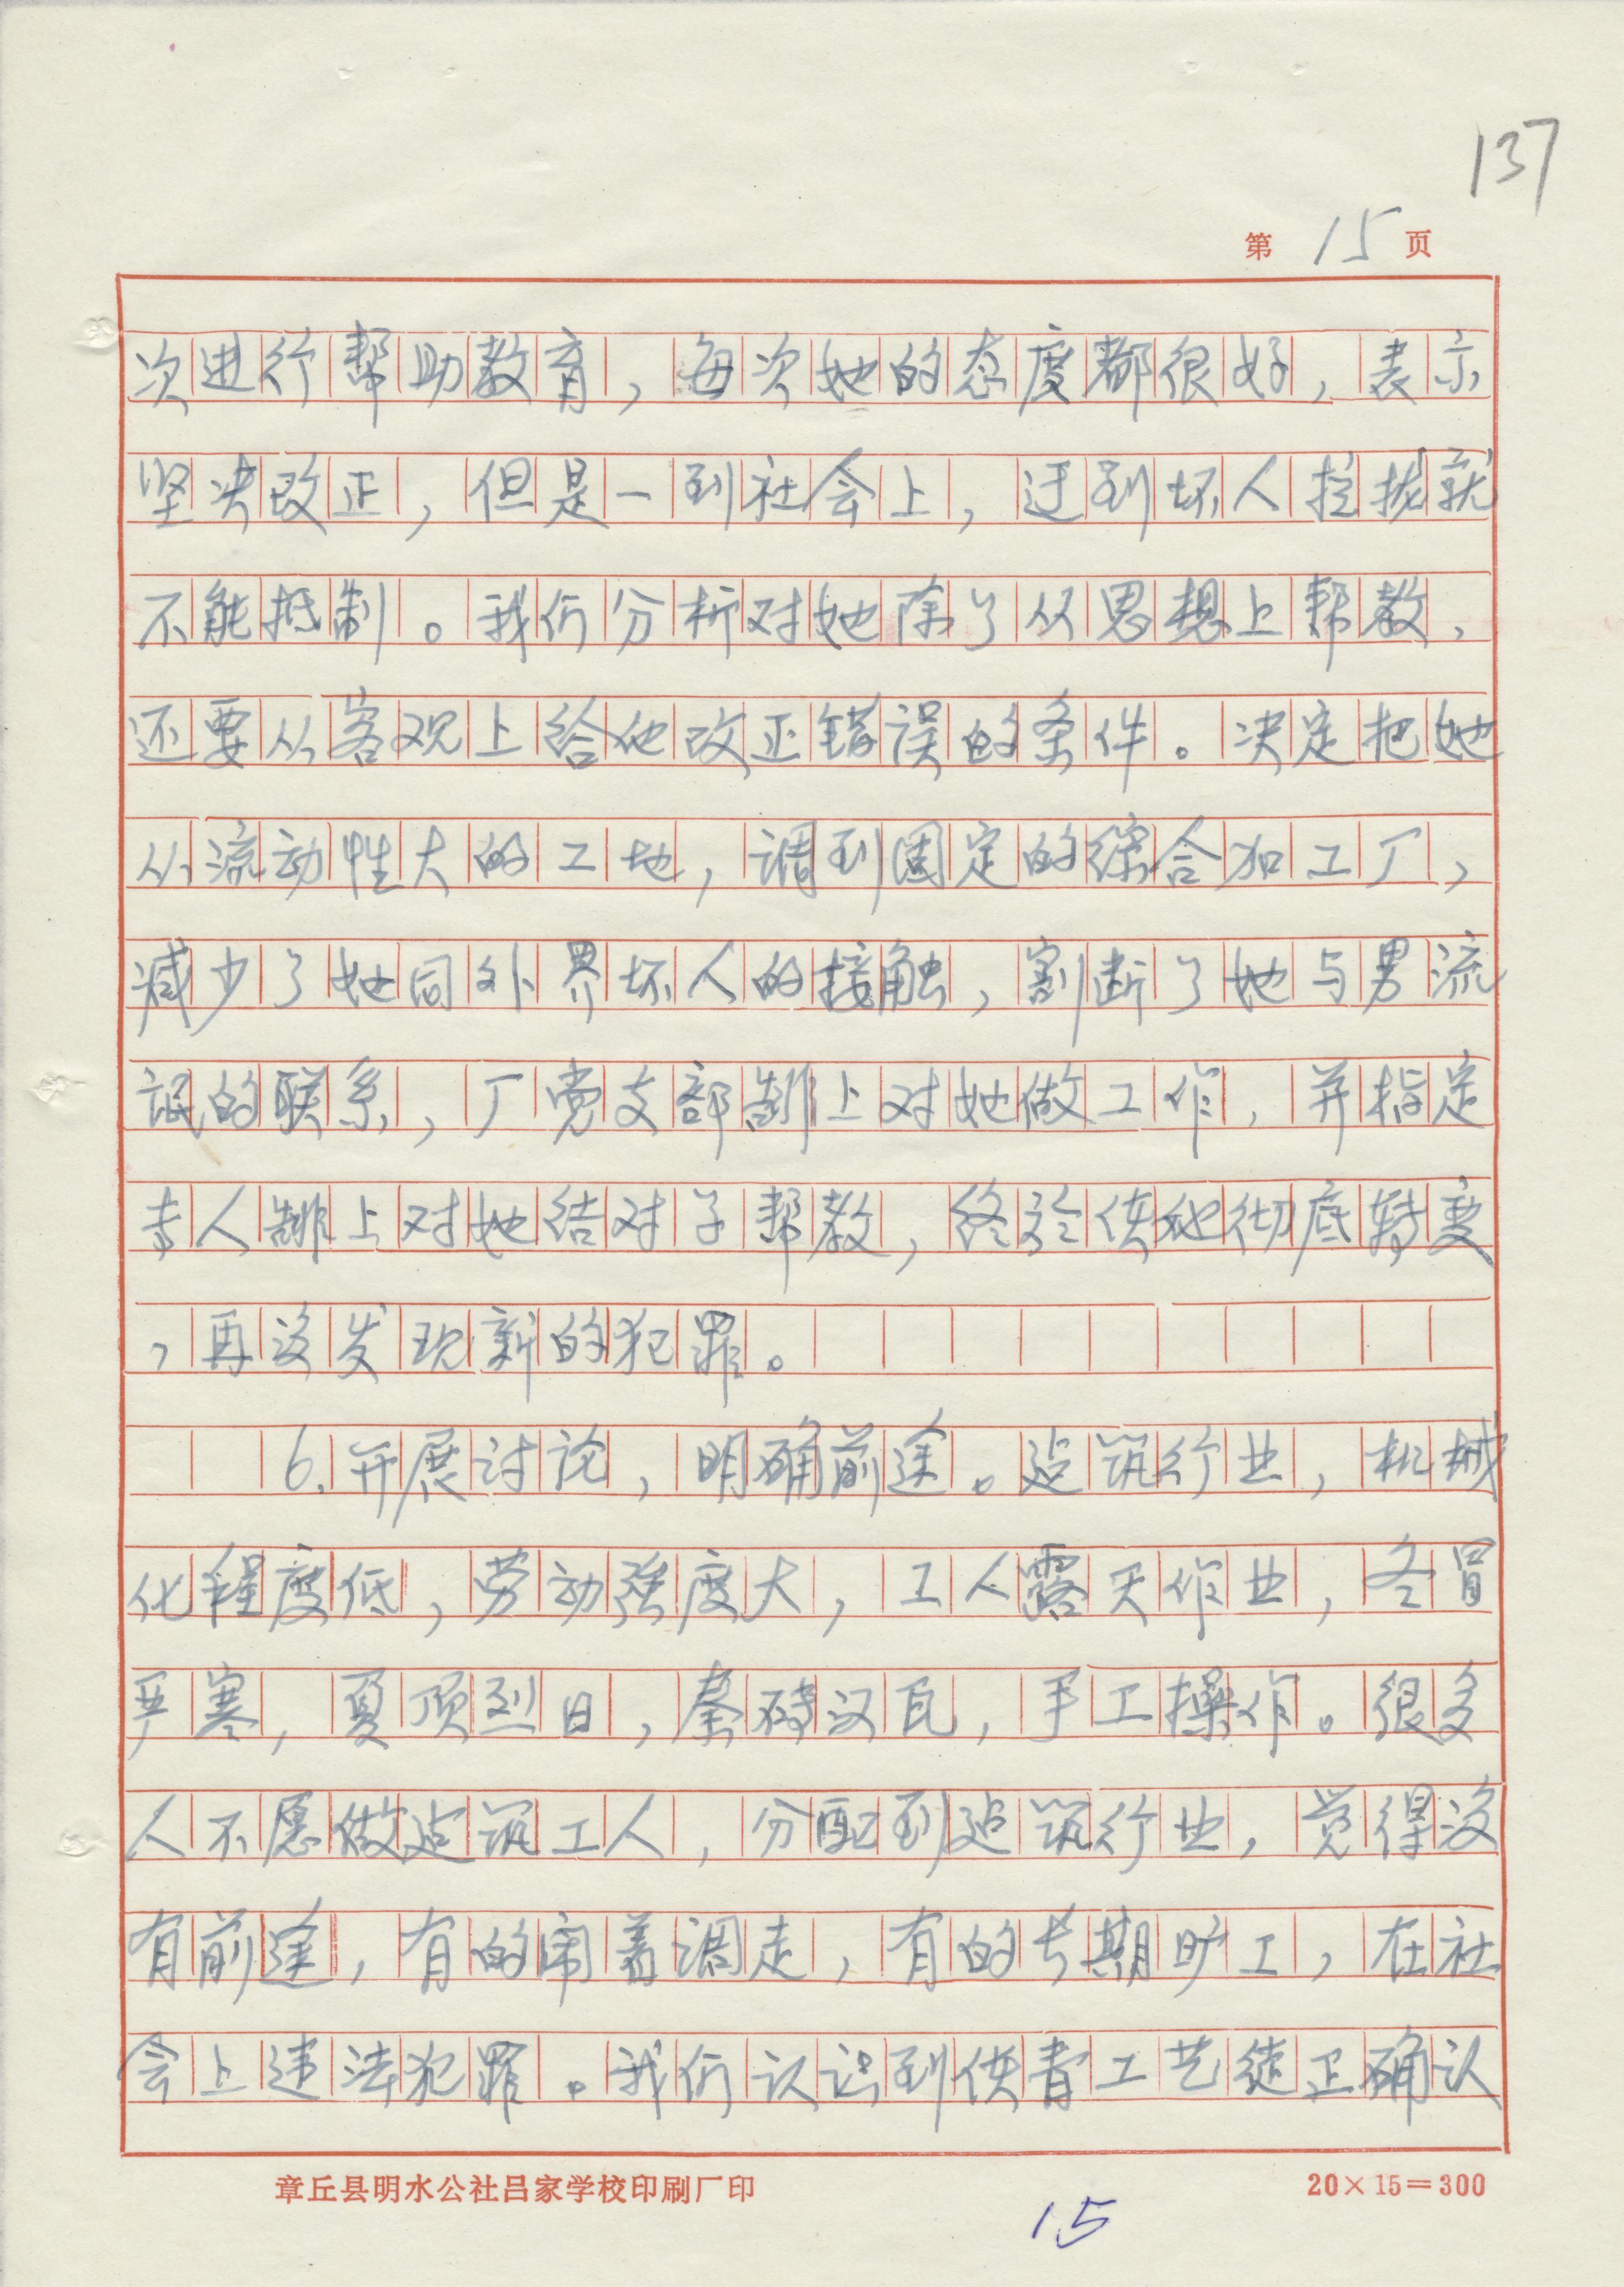 137
第 15 页
次进行帮助教育，每次她的态度都很好，表示
坚决改正，但是一到社会上，迂到坏人拉拢就
不能抵制。我们分析对她除了从思想上帮教，
还要从客观上给他改正错误的条件。决定把她
从流动性大的工地，调到固定的综合加工厂，
减少了她同外界坏人的接触，割断了她与男流
氓的联系，厂党支部靠上对她做工作，并指定
专人靠上对她结对子帮教，终於使她彻底转变
，再没发现新的犯罪。
6.开展讨论，明确前途。建筑行业，机械
化程度低，劳动强度大，工人露天作业，冬冒
严寒，夏顶烈日，秦砖汉瓦，手工操作。很多
人不愿做建筑工人，分配到建筑行业，觉得没
有前途，有的闹着调走，有的长期旷工，在社
会上违法犯罪。我们认识到使青工艺徒正确认
章丘县明水公社吕家学校印刷厂印
20×15=300
15